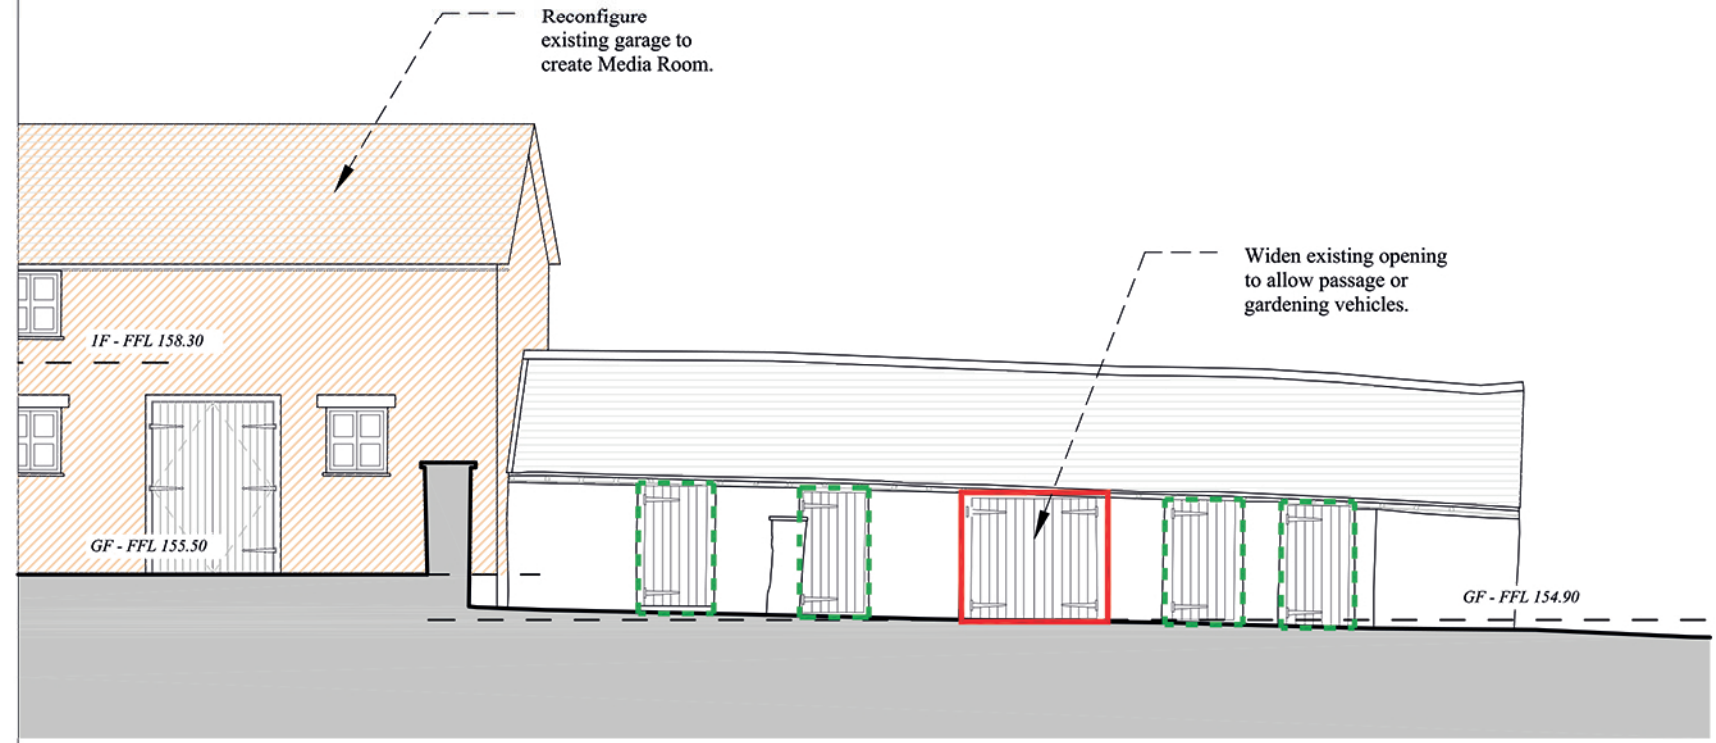 Reconfigure
existing garage to
create Media Room.
Widen existing opening
to allow passage or
gardening vehicles.
1F - FFL 158.30
GF - FFL 155.50
GF - FFL 154.90